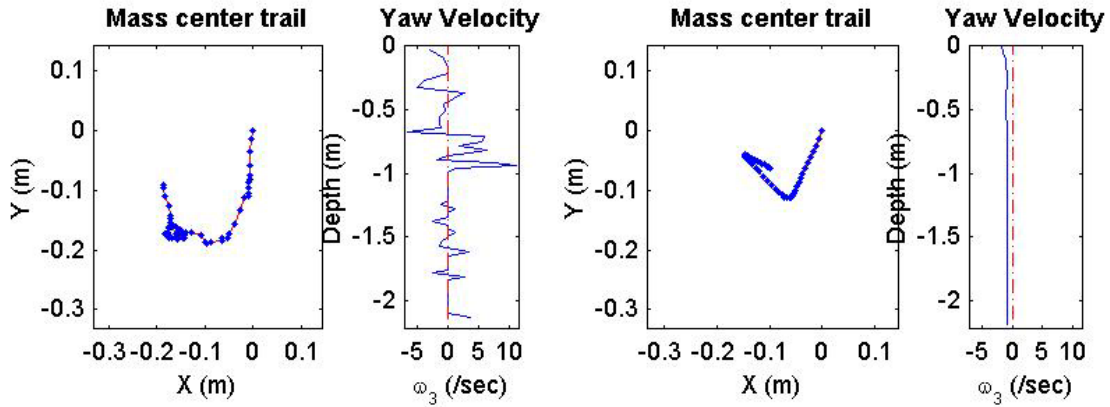 Mass center trail
0.1
0
-0.1
-0.2
-0.3
Y (m)
-0.3 -0.2 -0.1 0 0.1
X (m)
Yaw Velocity
0
-0.5
-1
-1.5
-2
Depth (m)
-5 0 5 10
ω3 (/sec)
Mass center trail
0.1
0
-0.1
-0.2
-0.3
Y (m)
-0.3 -0.2 -0.1 0 0.1
X (m)
Yaw Velocity
0
-0.5
-1
-1.5
-2
Depth (m)
-5 0 5 10
ω3 (/sec)